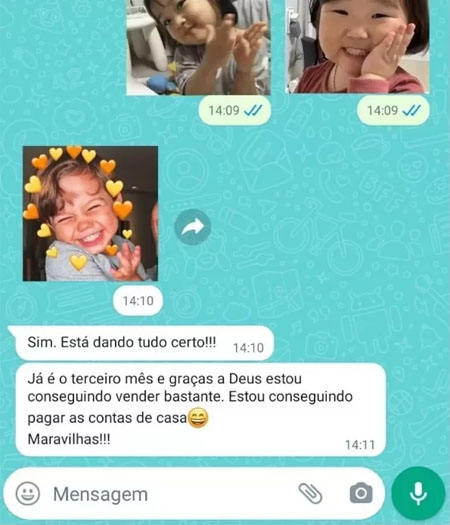 14:09
14:09
14:10
Sim. Está dando tudo certo!!! 14:10
Já é o terceiro mês e graças a Deus estou
conseguindo vender bastante. Estou conseguindo
pagar as contas de casa😄
Maravilhas!!!
14:11
Mensagem